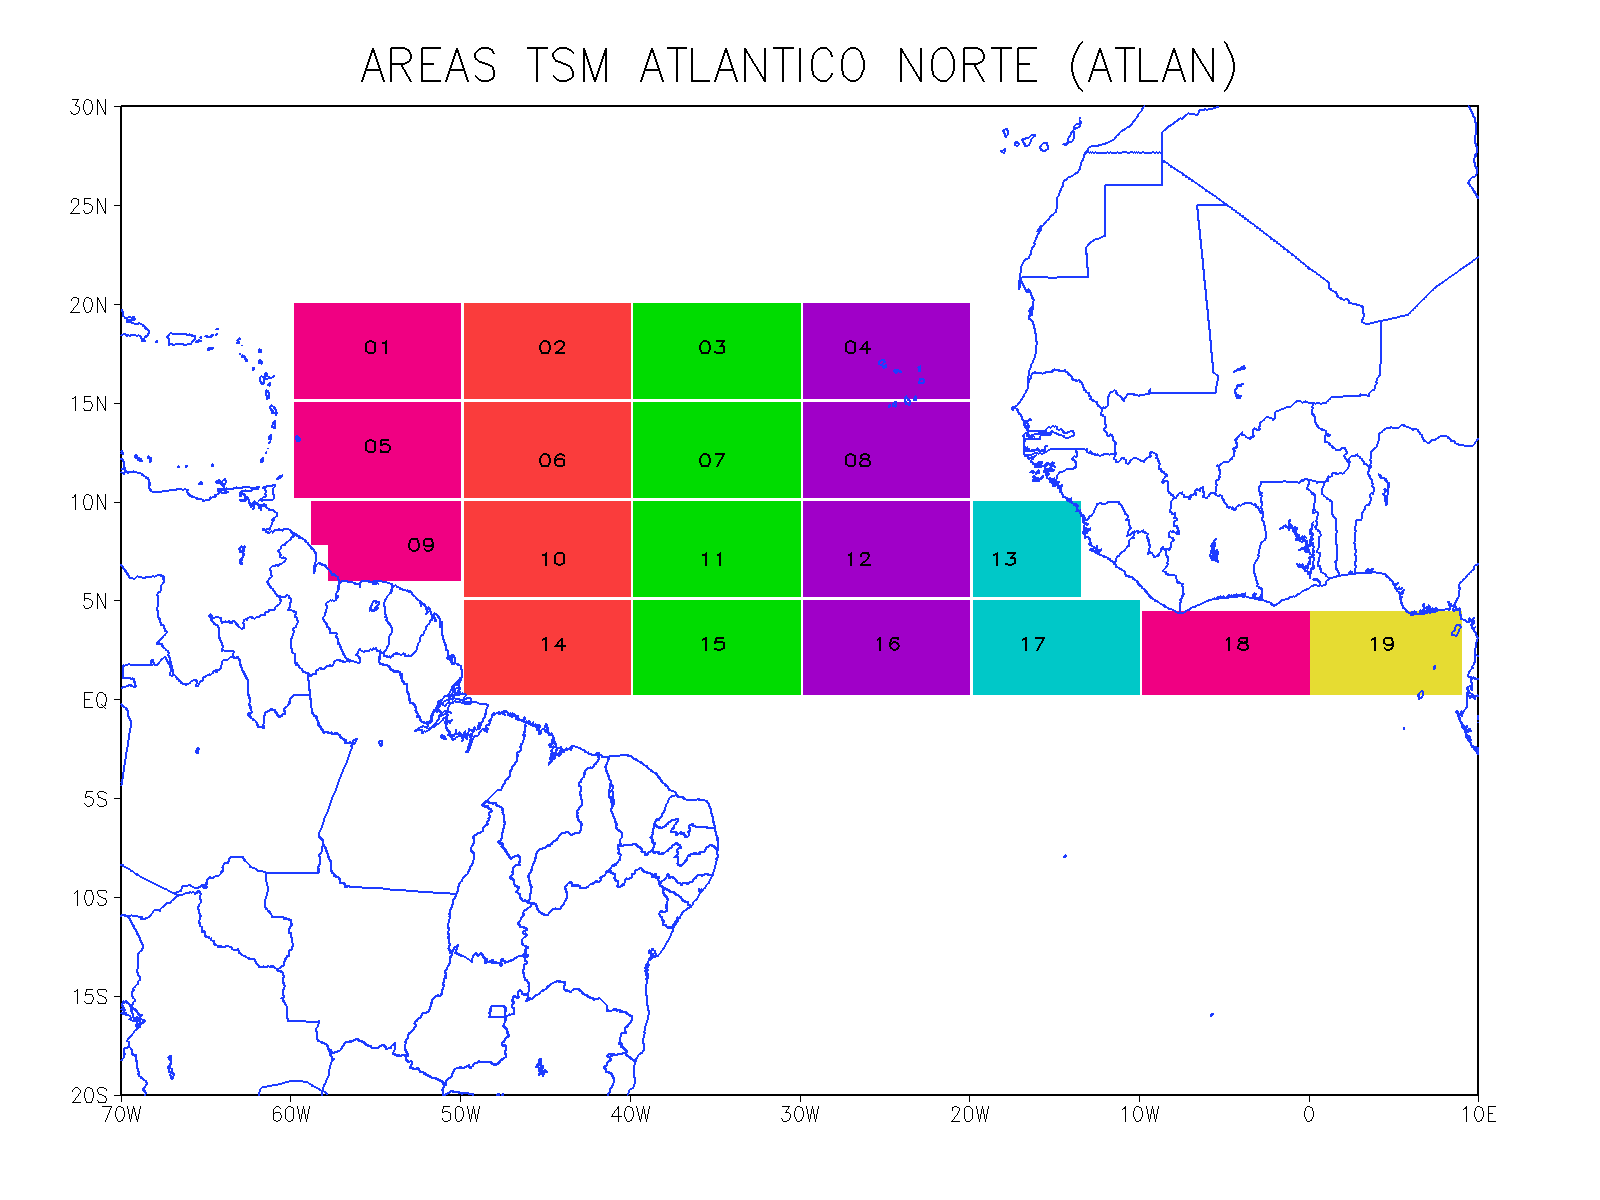 AREAS TSM ATLANTICO NORTE (ATLAN)
30N
25N
20N
01 02 03 04
15N
05 06 07 08
10N
09 10 11 12 13
5N
14 15 16 17 18 19
EQ
5S
10S
15S
20S
70W 60W 50W 40W 30W 20W 10W 0 10E